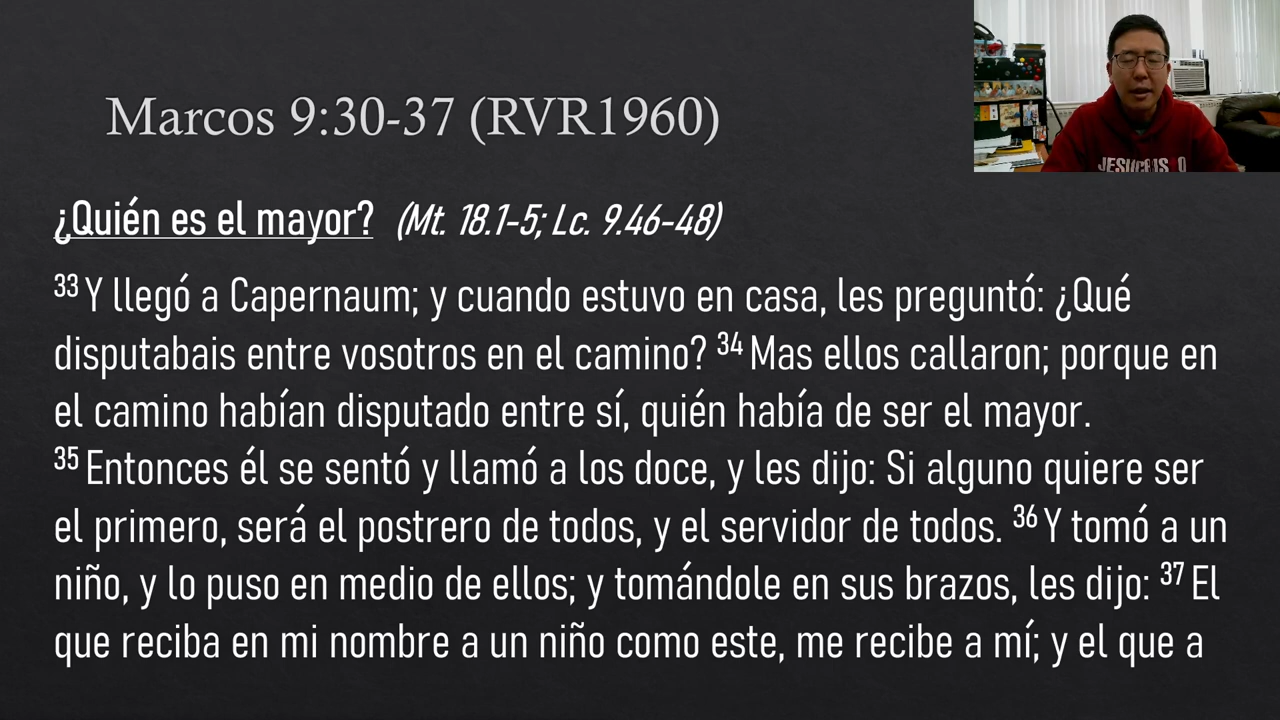 Marcos 9:30-37 (RVR1960)
¿Quién es el mayor? (Mt. 18.1-5; Lc. 9.46-48)
33 Y llegó a Capernaum; y cuando estuvo en casa, les preguntó: ¿Qué
disputabais entre vosotros en el camino? 34 Mas ellos callaron; porque en
el camino habían disputado entre sí, quién había de ser el mayor.
35 Entonces él se sentó y llamó a los doce, y les dijo: Si alguno quiere ser
el primero, será el postrero de todos, y el servidor de todos. 36 Y tomó a un
niño, y lo puso en medio de ellos; y tomándole en sus brazos, les dijo: 37 El
que reciba en mi nombre a un niño como este, me recibe a mí; y el que a